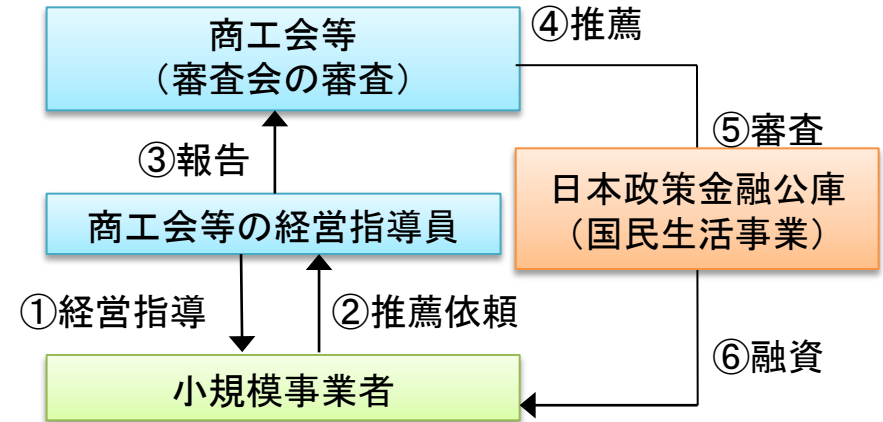 商工会等
（審査会の審査）
④推薦
⑤審査
③報告
日本政策金融公庫
（国民生活事業）
商工会等の経営指導員
①経営指導
②推薦依頼
⑥融資
小規模事業者